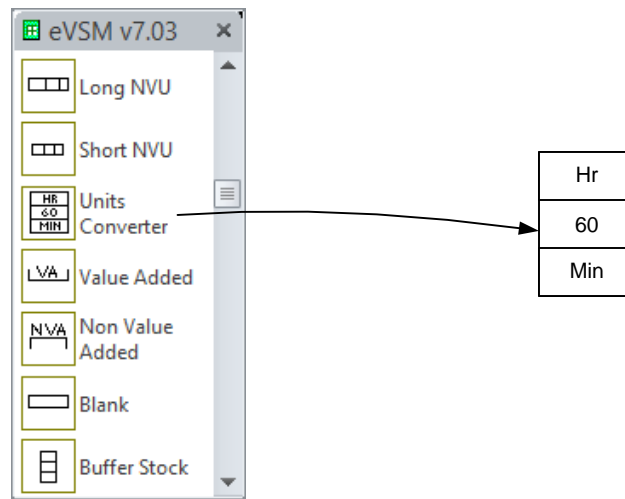 eVSM v7.03
Long NVU
Short NVU
HR
60
MIN
Units
Converter
VA
Value Added
NVA
Non Value
Added
Blank
Buffer Stock
Hr
60
Min